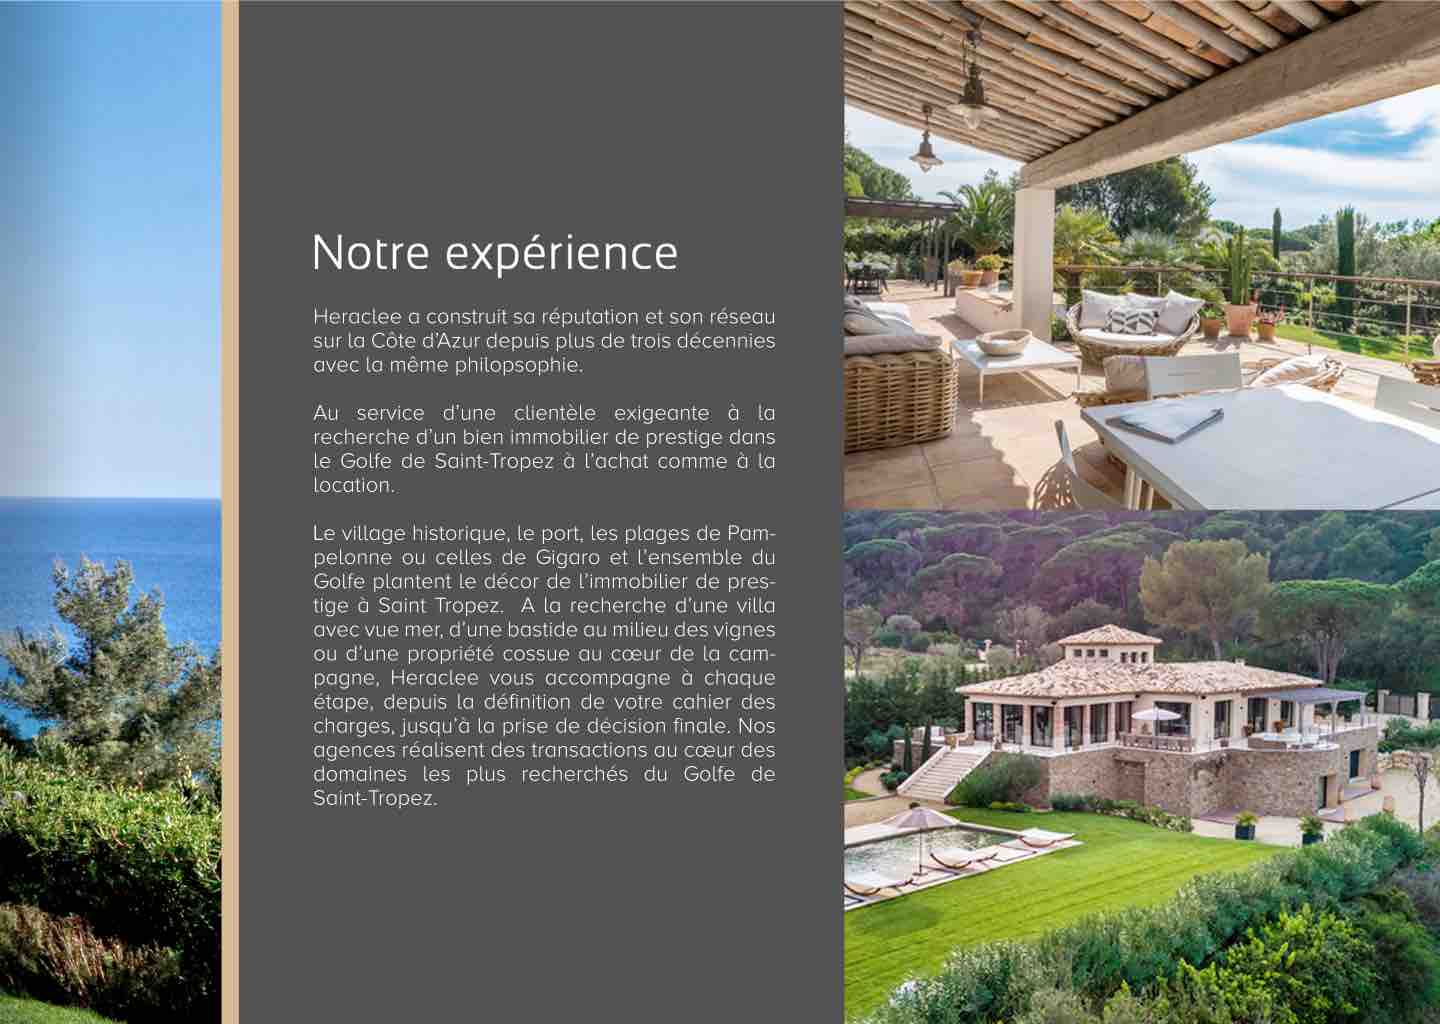 Notre expérience
Heraclee a construit sa réputation et son réseau
sur la Côte d’Azur depuis plus de trois décennies
avec la même philopsophie.
Au service d’une clientèle exigeante à la
recherche d’un bien immobilier de prestige dans
le Golfe de Saint-Tropez à l’achat comme à la
location.
Le village historique, le port, les plages de Pam-
pelonne ou celles de Gigaro et l’ensemble du
Golfe plantent le décor de l’immobilier de pres-
tige à Saint Tropez.  A la recherche d’une villa
avec vue mer, d’une bastide au milieu des vignes
ou d’une propriété cossue au cœur de la cam-
pagne, Heraclee vous accompagne à chaque
étape, depuis la définition de votre cahier des
charges, jusqu’à la prise de décision finale. Nos
agences réalisent des transactions au cœur des
domaines les plus recherchés du Golfe de
Saint-Tropez.